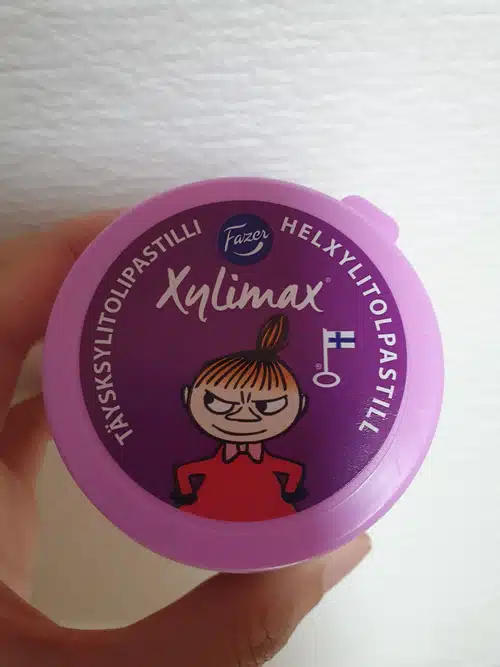 Fazer
Xylimax®
TÄYSKSYLITOLIPASTILLI
HELXYLITOLPASTILL
®